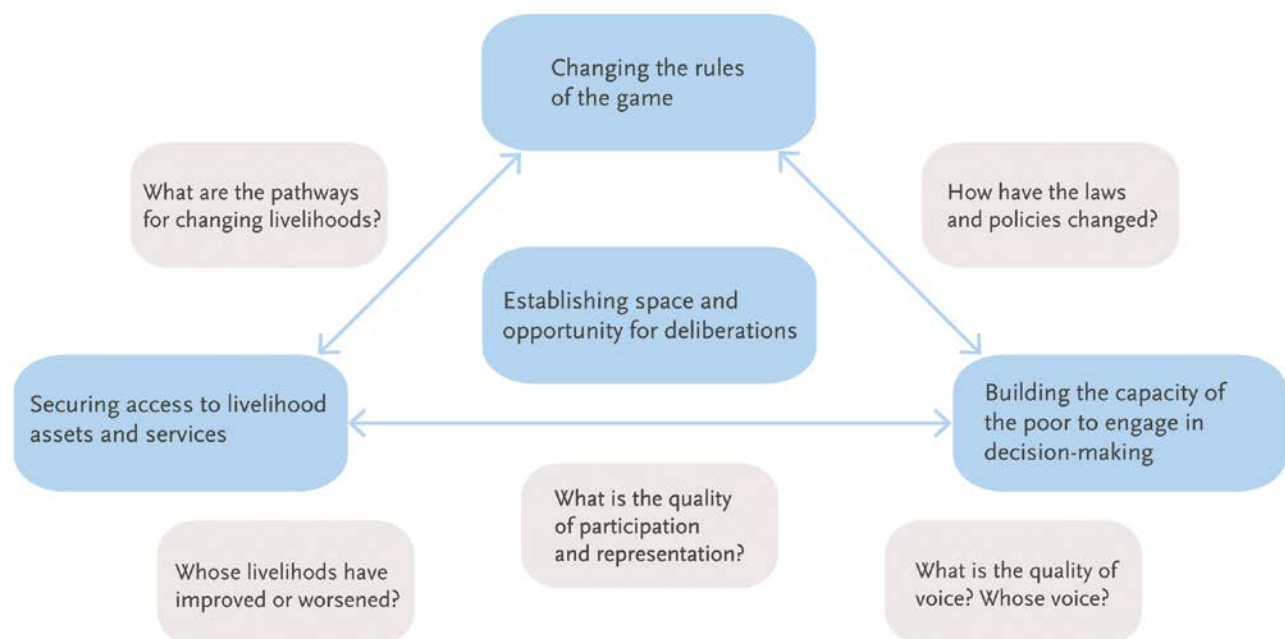 Changing the rules
of the game
What are the pathways
for changing livelihoods?
How have the laws
and policies changed?
Establishing space and
opportunity for deliberations
Securing access to livelihood
assets and services
Building the capacity of
the poor to engage in
decision-making
What is the quality
of participation
and representation?
Whose livelihods have
improved or worsened?
What is the quality of
voice? Whose voice?